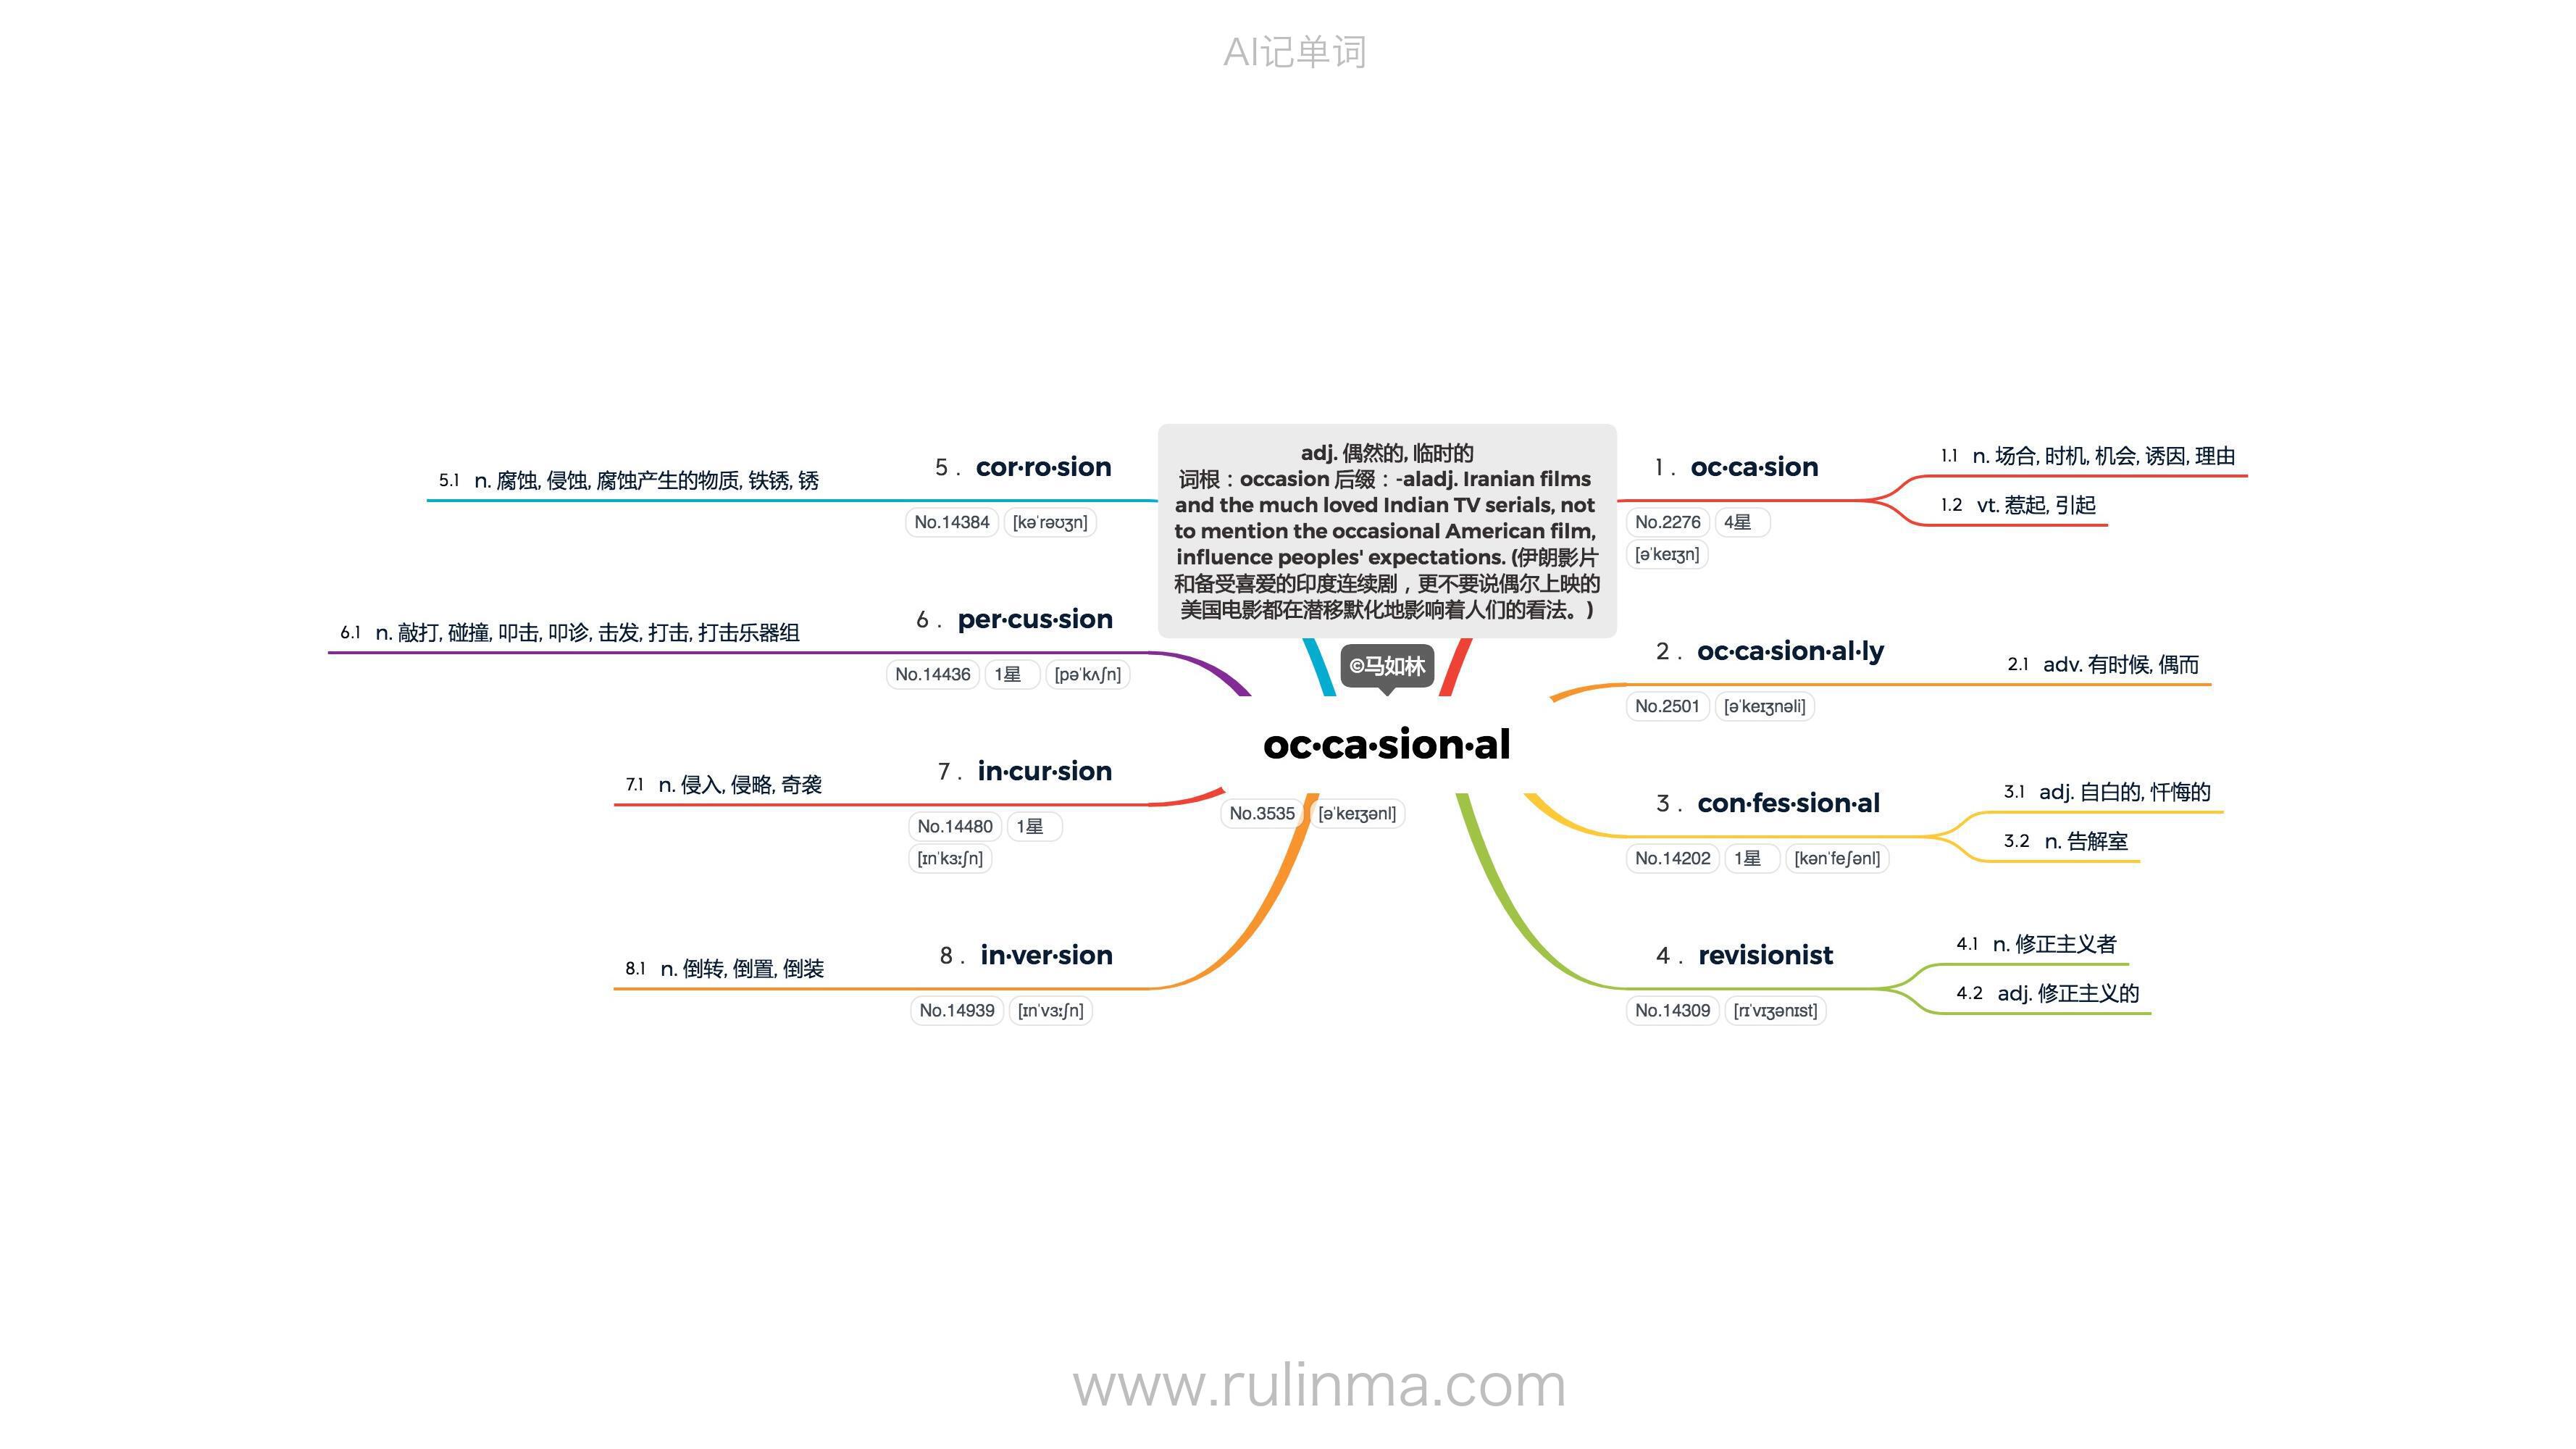 AI记单词
adj. 偶然的, 临时的
词根：occasion 后缀：-aladj. Iranian films
and the much loved Indian TV serials, not
to mention the occasional American film,
influence peoples' expectations. (伊朗影片
和备受喜爱的印度连续剧，更不要说偶尔上映的
美国电影都在潜移默化地影响着人们的看法。)
©马如林
oc·ca·sion·al
No.3535 [əˈkeɪʒənl]
1 . oc·ca·sion
No.2276 4星
[əˈkeɪʒn]
1.1 n. 场合, 时机, 机会, 诱因, 理由
1.2 vt. 惹起, 引起
2 . oc·ca·sion·al·ly
No.2501 [əˈkeɪʒnəli]
2.1 adv. 有时候, 偶而
3 . con·fes·sion·al
No.14202 1星 [kənˈfeʃənl]
3.1 adj. 自白的, 忏悔的
3.2 n. 告解室
4 . revisionist
No.14309 [rɪˈvɪʒənɪst]
4.1 n. 修正主义者
4.2 adj. 修正主义的
5 . cor·ro·sion
No.14384 [kəˈrəʊʒn]
5.1 n. 腐蚀, 侵蚀, 腐蚀产生的物质, 铁锈, 锈
6 . per·cus·sion
No.14436 1星 [pəˈkʌʃn]
6.1 n. 敲打, 碰撞, 叩击, 叩诊, 击发, 打击, 打击乐器组
7 . in·cur·sion
No.14480 1星
[ɪnˈkɜːʃn]
7.1 n. 侵入, 侵略, 奇袭
8 . in·ver·sion
No.14939 [ɪnˈvɜːʃn]
8.1 n. 倒转, 倒置, 倒装
www.rulinma.com